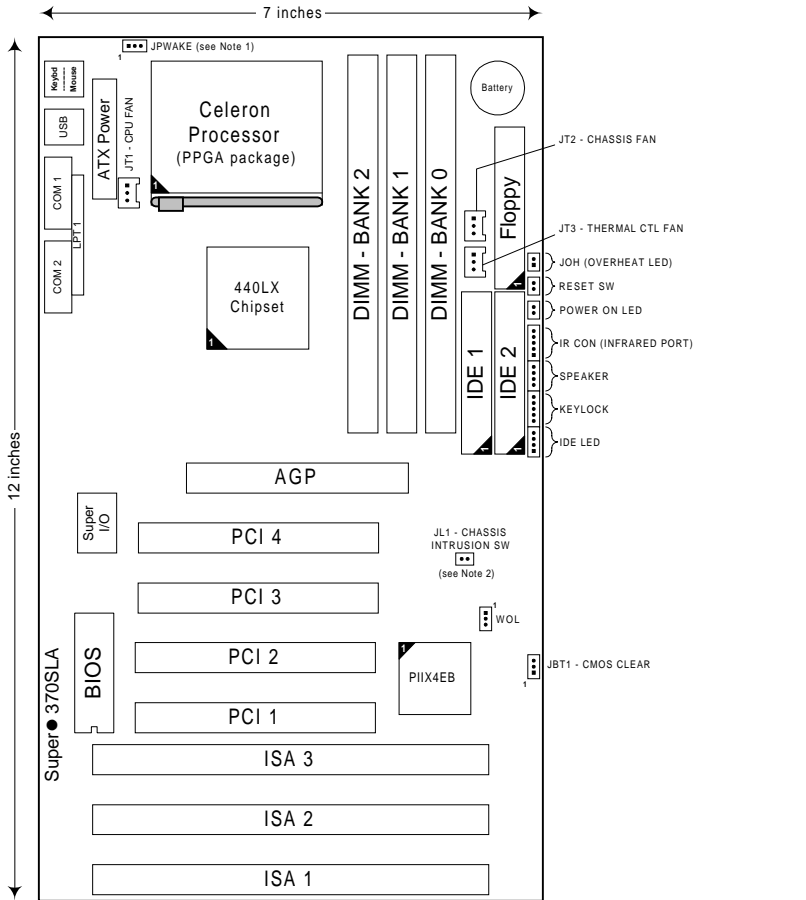 7 inches
JPWAKE (see Note 1)
1
Keybd
Mouse
USB
ATX Power
JT1 - CPU FAN
Celeron
Processor
(PPGA package)
1
COM 1
COM 2
LPT 1
440LX
Chipset
1
DIMM - BANK 2
DIMM - BANK 1
DIMM - BANK 0
Battery
Floppy
1
JT2 - CHASSIS FAN
JT3 - THERMAL CTL FAN
JOH (OVERHEAT LED)
RESET SW
POWER ON LED
IR CON (INFRARED PORT)
SPEAKER
KEYLOCK
IDE LED
IDE 1
1
IDE 2
1
12 inches
AGP
Super
I/O
PCI 4
JL1 - CHASSIS
INTRUSION SW
(see Note 2)
PCI 3
1
WOL
BIOS
PCI 2
1
PIIX4EB
JBT1 - CMOS CLEAR
1
PCI 1
Super● 370SLA
ISA 3
ISA 2
ISA 1